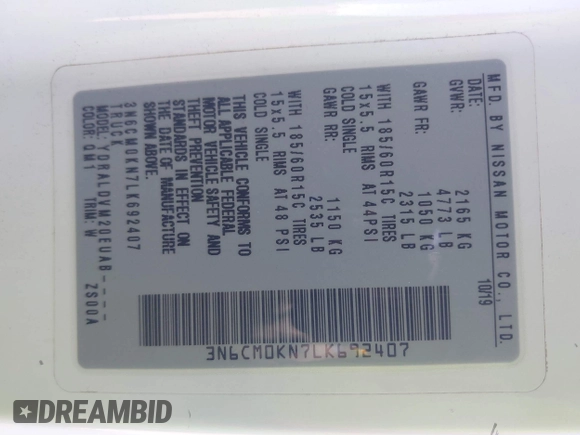 MFD. BY NISSAN MOTOR CO., LTD.
DATE: 10/19
GVWR: 2165 KG
4773 LB
GAWR FR: 1050 KG
2315 LB
WITH 185/60R15C TIRES
15x5.5 RIMS AT 44PSI
COLD SINGLE
GAWR RR: 1150 KG
2535 LB
WITH 185/60R15C TIRES
15x5.5 RIMS AT 48 PSI
COLD SINGLE
THIS VEHICLE CONFORMS TO
ALL APPLICABLE FEDERAL
MOTOR VEHICLE SAFETY AND
THEFT PREVENTION
STANDARDS IN EFFECT ON
THE DATE OF MANUFACTURE
SHOWN ABOVE.
3N6CM0KN7LK692407
TRUCK
MODEL: YDRALDVM20EUAB-----
COLOR: QM1 TRIM: W ZS00A
3N6CM0KN7LK692407
DREAMBID